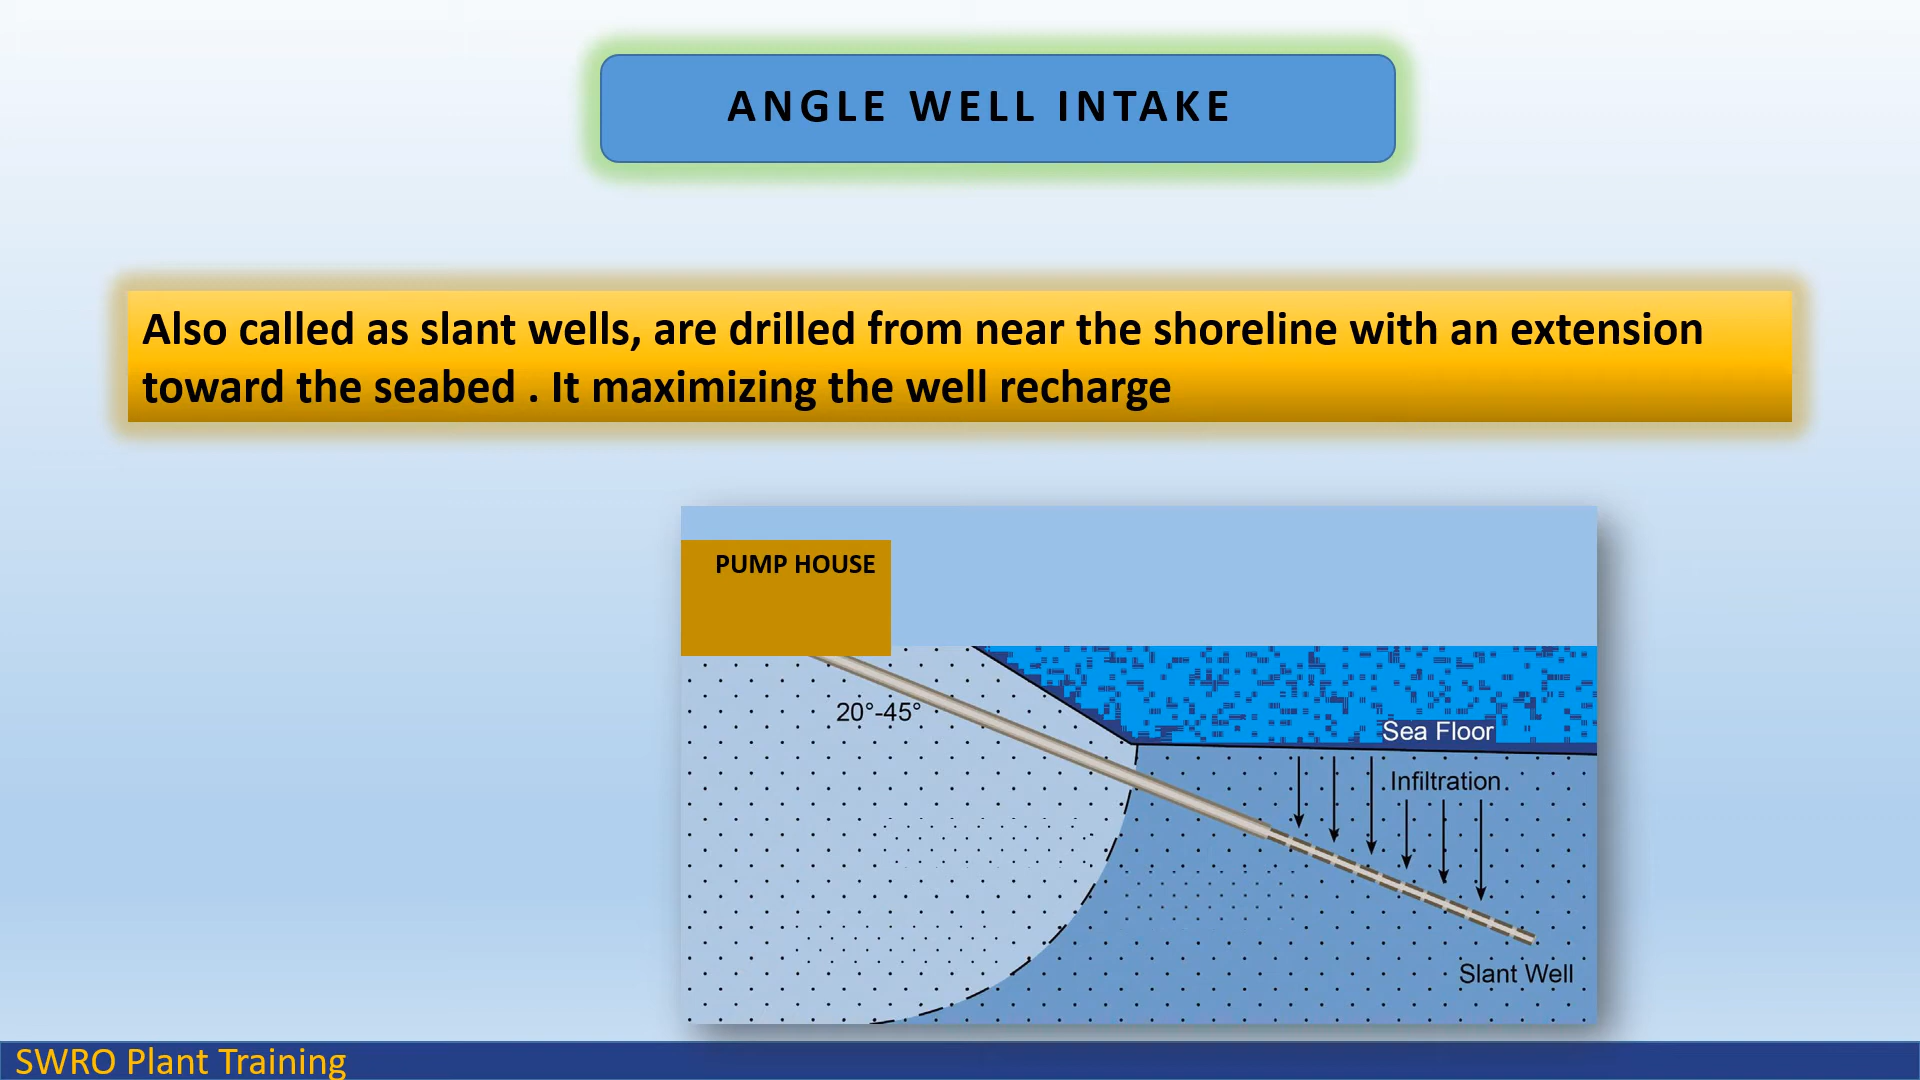 ANGLE WELL INTAKE
Also called as slant wells, are drilled from near the shoreline with an extension
toward the seabed . It maximizing the well recharge
PUMP HOUSE
20°-45°
Sea Floor
Infiltration
Slant Well
SWRO Plant Training